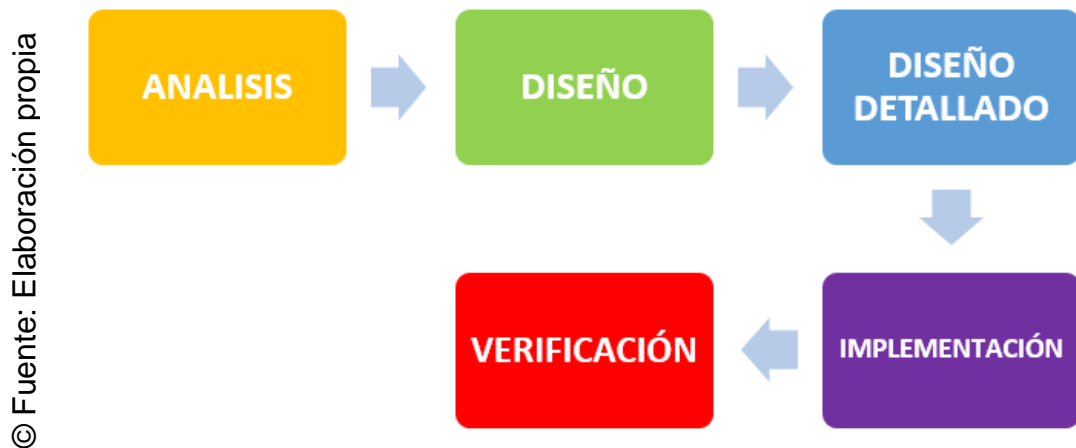 ANALISIS
DISEÑO
DISEÑO
DETALLADO
IMPLEMENTACIÓN
VERIFICACIÓN
© Fuente: Elaboración propia